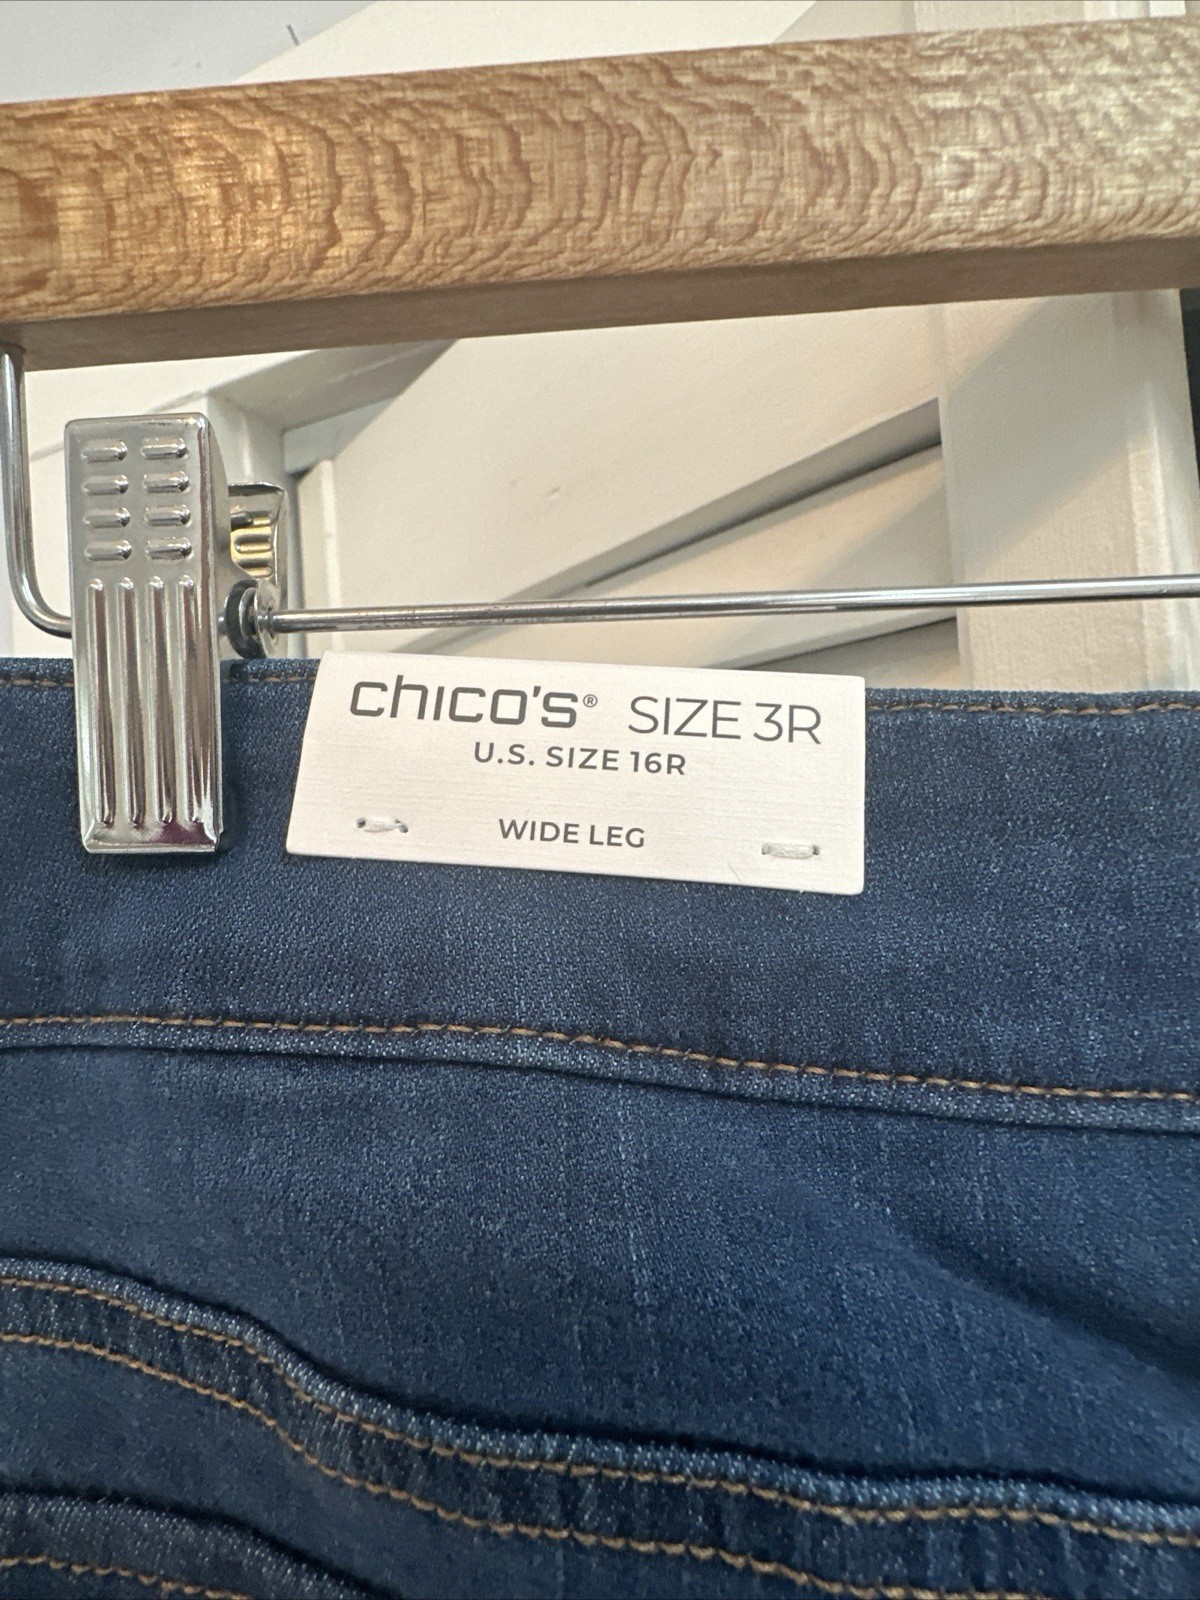 chico's® SIZE 3R
U.S. SIZE 16R
WIDE LEG